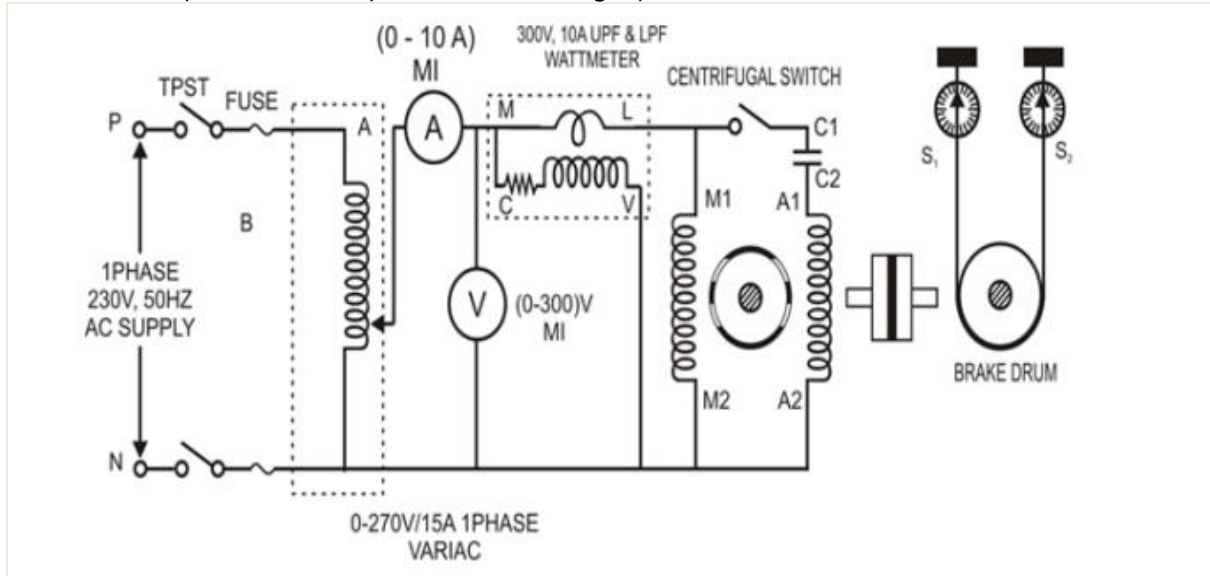 (0 - 10 A)
MI
300V, 10A UPF & LPF
WATTMETER
CENTRIFUGAL SWITCH
TPST
FUSE
P
A
A
M
L
C1
C2
S1
S2
B
C
V
M1
A1
1PHASE
230V, 50HZ
AC SUPPLY
V
(0-300)V
MI
BRAKE DRUM
M2
A2
N
0-270V/15A 1PHASE
VARIAC